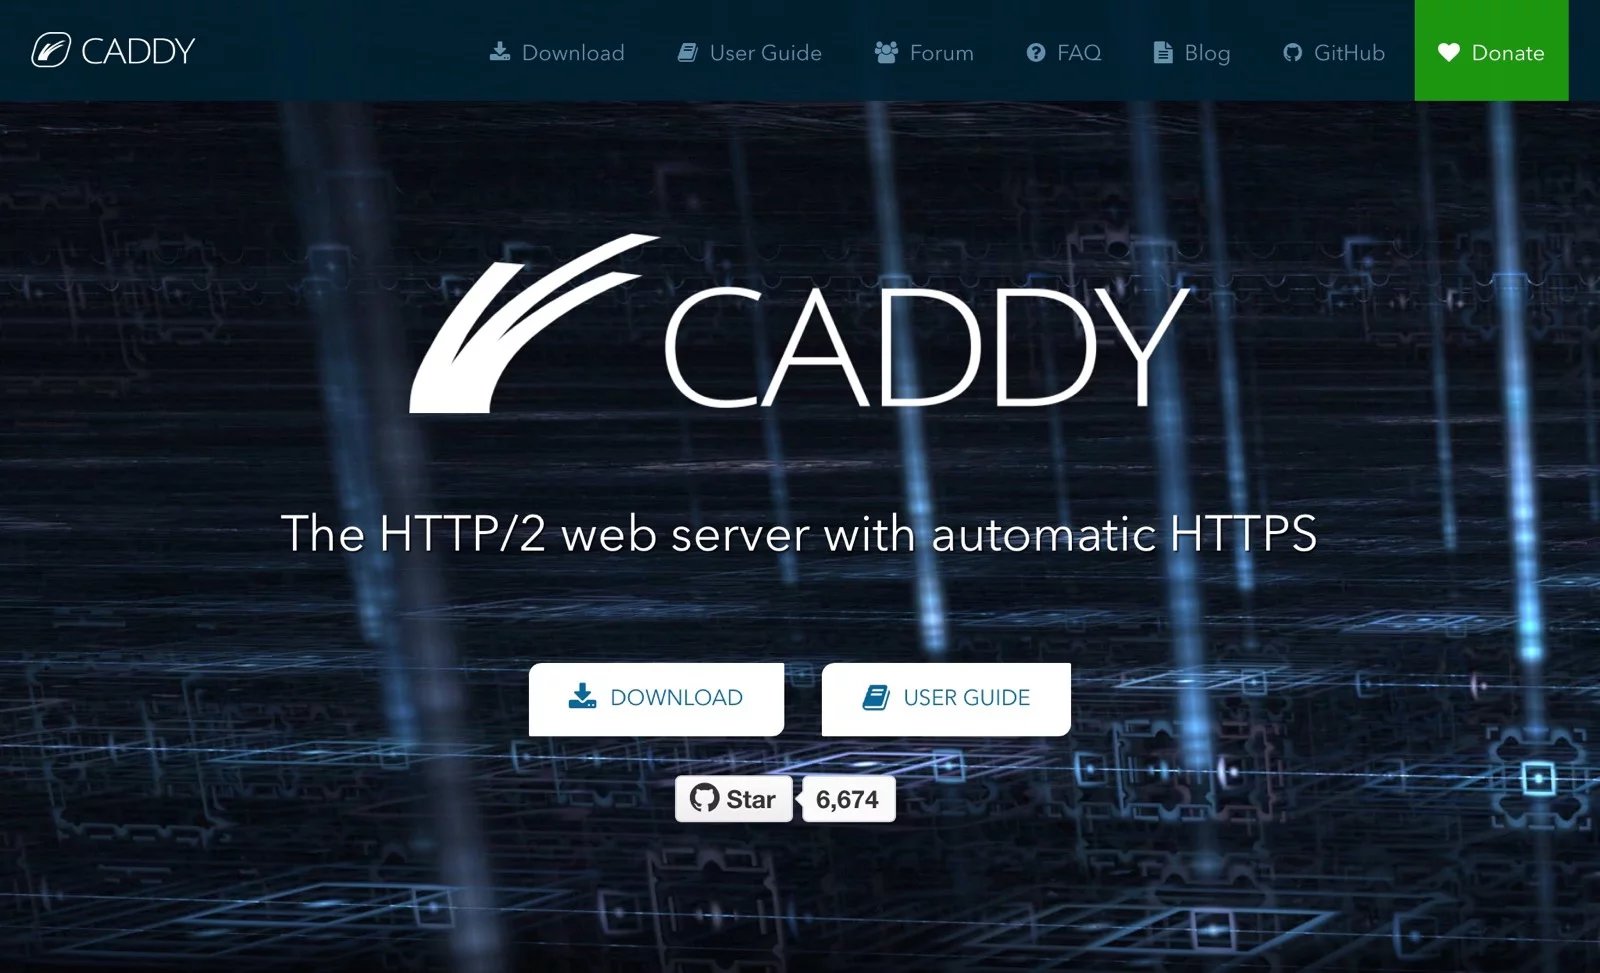 CADDY Download User Guide Forum FAQ Blog GitHub Donate
CADDY
The HTTP/2 web server with automatic HTTPS
DOWNLOAD USER GUIDE
Star 6,674